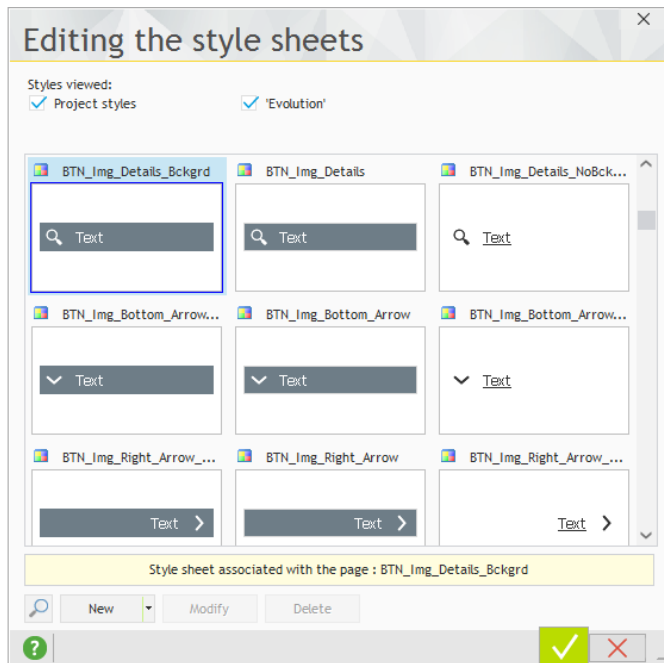 Editing the style sheets
Styles viewed:
Project styles
'Evolution'
BTN_Img_Details_Bckgrd
BTN_Img_Details
BTN_Img_Details_NoBck...
Text
Text
Text
BTN_Img_Bottom_Arrow...
BTN_Img_Bottom_Arrow
BTN_Img_Bottom_Arrow...
Text
Text
Text
BTN_Img_Right_Arrow_...
BTN_Img_Right_Arrow
BTN_Img_Right_Arrow_...
Text
Text
Text
Style sheet associated with the page : BTN_Img_Details_Bckgrd
New
Modify
Delete
?